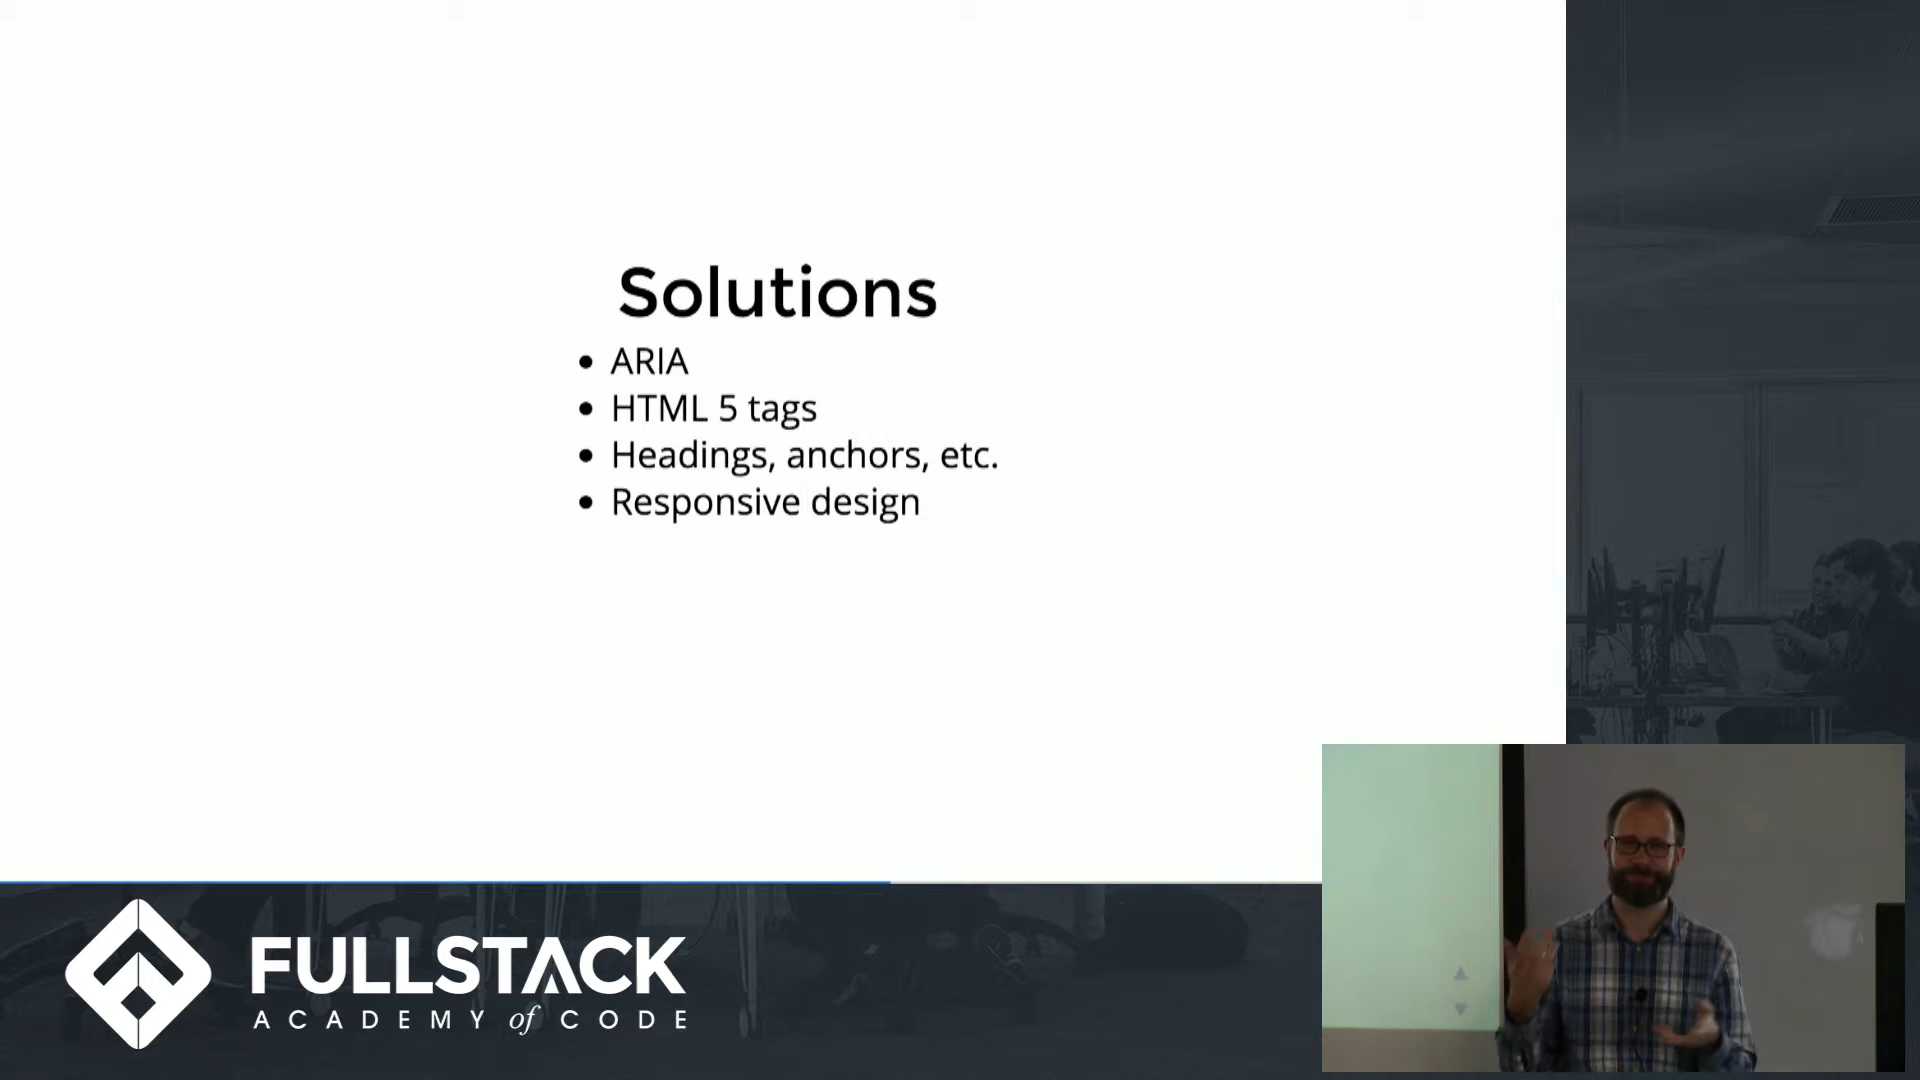 Solutions
ARIA
HTML 5 tags
Headings, anchors, etc.
Responsive design
FULLSTACK
ACADEMY of CODE